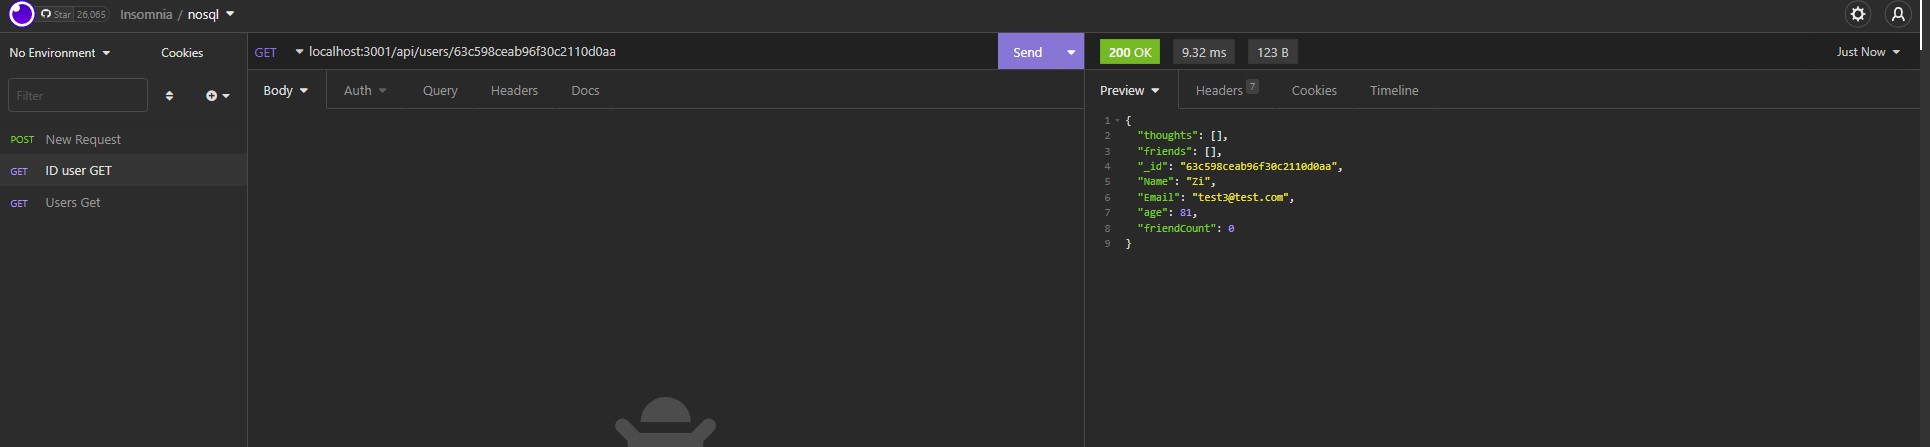 Star 26,065 Insomnia / nosql
No Environment Cookies GET localhost:3001/api/users/63c598ceab96f30c2110d0aa Send 200 OK 9.32 ms 123 B Just Now
Filter Body Auth Query Headers Docs Preview Headers 7 Cookies Timeline
POST New Request
GET ID user GET
GET Users Get
1 {
2 "thoughts": [],
3 "friends": [],
4 "_id": "63c598ceab96f30c2110d0aa",
5 "Name": "Zi",
6 "Email": "test3@test.com",
7 "age": 81,
8 "friendCount": 0
9 }